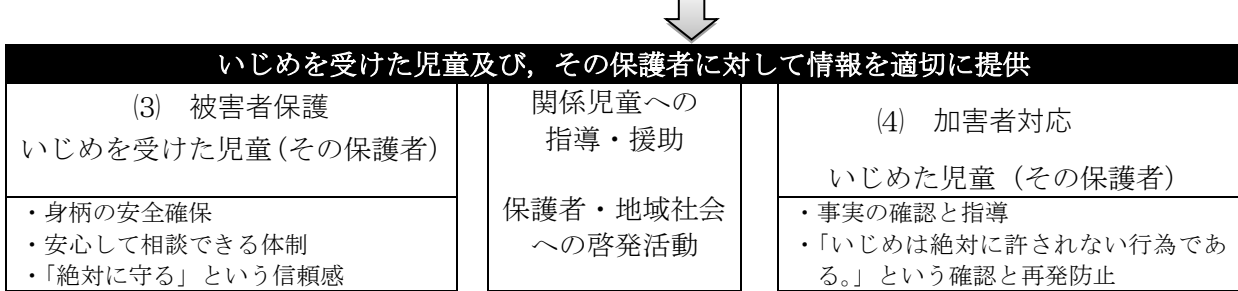 いじめを受けた児童及び，その保護者に対して情報を適切に提供
⑶　被害者保護
いじめを受けた児童（その保護者）
・身柄の安全確保
・安心して相談できる体制
・「絶対に守る」という信頼感
関係児童への
指導・援助
保護者・地域社会
への啓発活動
⑷　加害者対応
いじめた児童（その保護者）
・事実の確認と指導
・「いじめは絶対に許されない行為であ
る。」という確認と再発防止